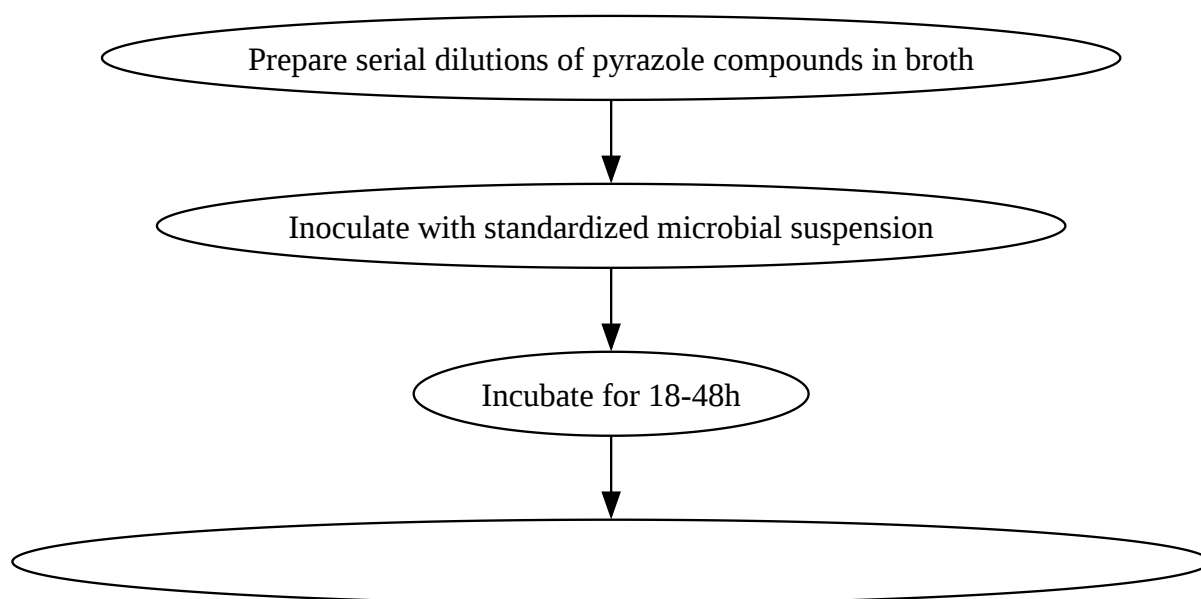 Prepare serial dilutions of pyrazole compounds in broth
Inoculate with standardized microbial suspension
Incubate for 18-48h